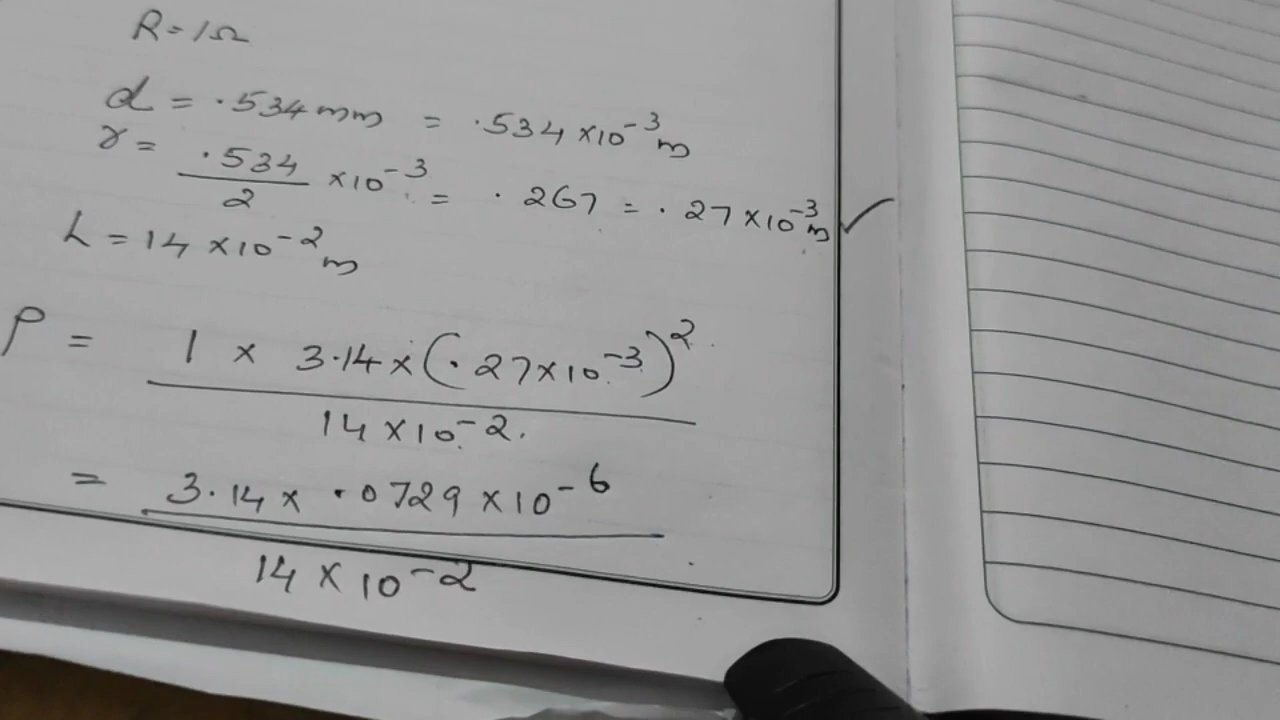 R = 1Ω
d = .534 mm = .534 × 10⁻³ m
r = .534/2 × 10⁻³ = .267 = .27 × 10⁻³ m ✓
L = 14 × 10⁻² m
ρ = 1 × 3.14 × (.27 × 10⁻³)²
14 × 10⁻².
= 3.14 × .0729 × 10⁻⁶
14 × 10⁻²